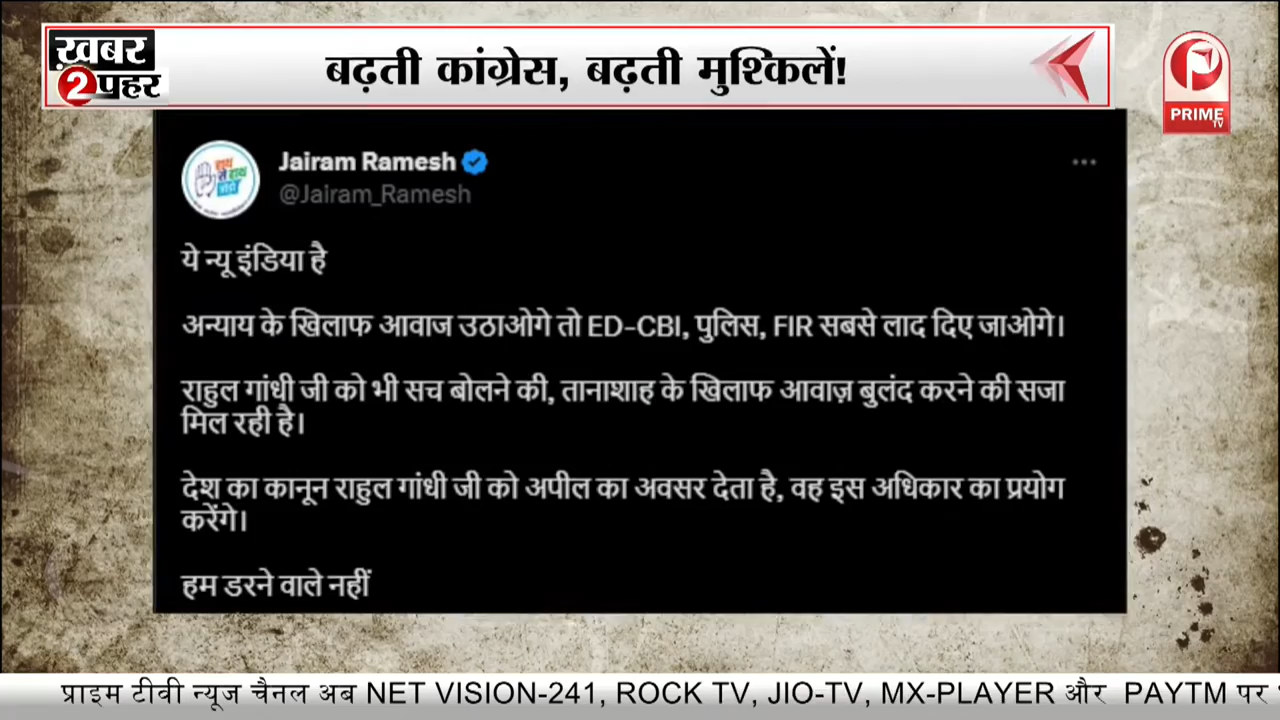 ख़बर
2पहर
बढ़ती कांग्रेस, बढ़ती मुश्किलें!
PRIME
TV
Jairam Ramesh
@Jairam_Ramesh
ये न्यू इंडिया है
अन्याय के खिलाफ आवाज उठाओगे तो ED-CBI, पुलिस, FIR सबसे लाद दिए जाओगे।
राहुल गांधी जी को भी सच बोलने की, तानाशाह के खिलाफ आवाज़ बुलंद करने की सजा
मिल रही है।
देश का कानून राहुल गांधी जी को अपील का अवसर देता है, वह इस अधिकार का प्रयोग
करेंगे।
हम डरने वाले नहीं
प्राइम टीवी न्यूज चैनल अब NET VISION-241, ROCK TV, JIO-TV, MX-PLAYER और PAYTM पर